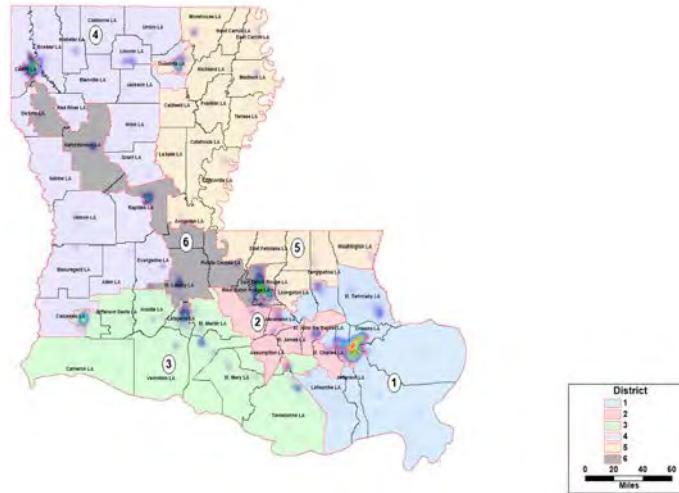 Claiborne LA
Union LA
Morehouse LA
West Carroll LA
East Carroll LA
4
Webster LA
Bossier LA
Lincoln LA
Ouachita LA
Richland LA
Madison LA
Caddo LA
Bienville LA
Jackson LA
Red River LA
Caldwell LA
Franklin LA
Tensas LA
De Soto LA
Winn LA
Natchitoches LA
Catahoula LA
Grant LA
LaSalle LA
Sabine LA
Concordia LA
Rapides LA
Vernon LA
Avoyelles LA
6
5
East Feliciana LA
Washington LA
Pointe Coupee LA
Evangeline LA
Tangipahoa LA
Beauregard LA
Allen LA
St. Landry LA
East Baton Rouge LA
West Baton Rouge LA
Livingston LA
St. Tammany LA
Calcasieu LA
Jefferson Davis LA
Acadia LA
Lafayette LA
St. Martin LA
2
Ascension LA
St. John the Baptist LA
Orleans LA
St. James LA
Assumption LA
St. Charles LA
3
Cameron LA
Vermilion LA
St. Mary LA
Lafourche LA
Jefferson LA
1
Terrebonne LA
District
1
2
3
4
5
6
0 20 40 60
Miles